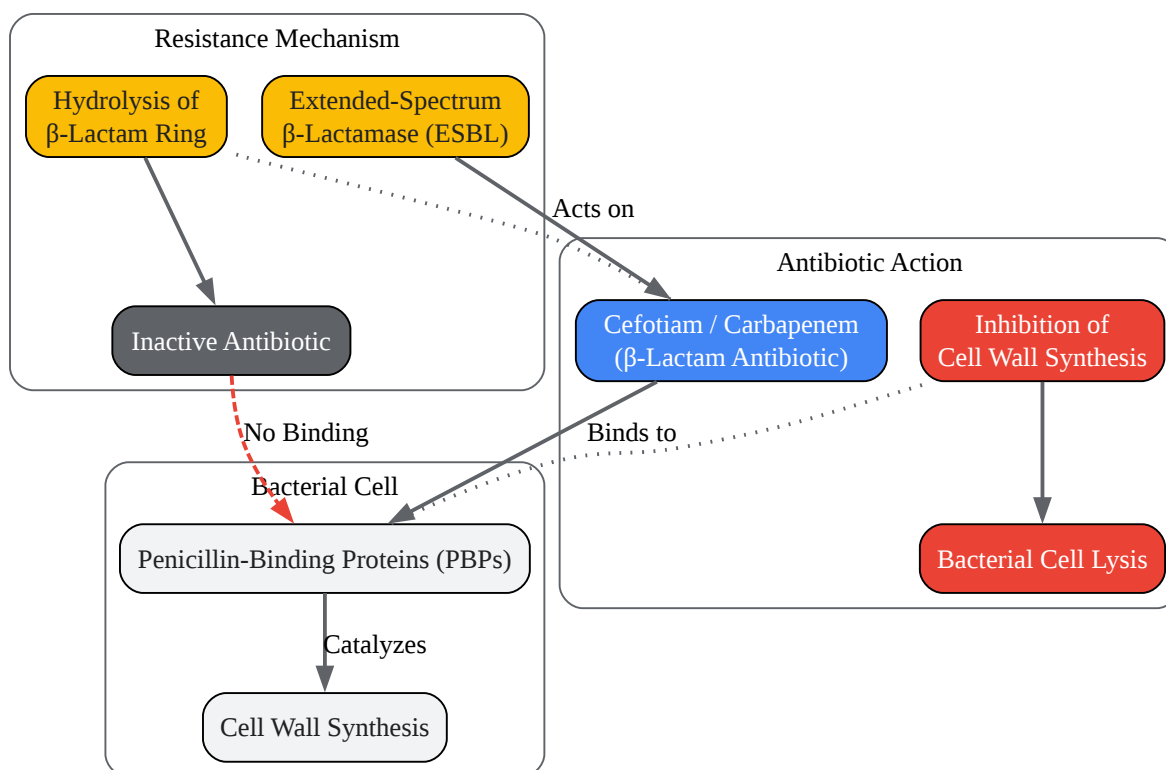 Resistance Mechanism
Hydrolysis of
β-Lactam Ring
Extended-Spectrum
β-Lactamase (ESBL)
Acts on
Antibiotic Action
Inactive Antibiotic
Cefotiam / Carbapenem
(β-Lactam Antibiotic)
Inhibition of
Cell Wall Synthesis
No Binding
Binds to
Bacterial Cell
Penicillin-Binding Proteins (PBPs)
Bacterial Cell Lysis
Catalyzes
Cell Wall Synthesis